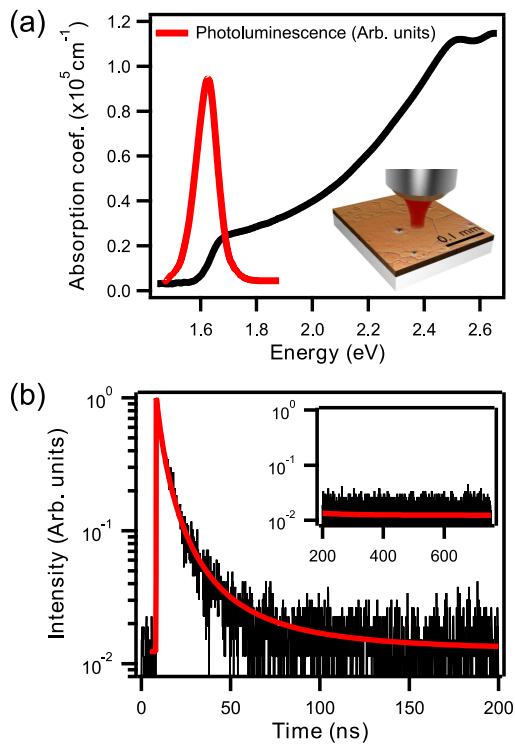 (a)
Photoluminescence (Arb. units)
Absorption coef. (x10⁵cm⁻¹)
1.2
1.0
0.8
0.6
0.4
0.2
0.0
0.1 mm
1.6 1.8 2.0 2.2 2.4 2.6
Energy (eV)
(b)
Intensity (Arb. units)
10⁰
10⁻¹
10⁻²
10⁰
10⁻¹
10⁻²
200 400 600
0 50 100 150 200
Time (ns)